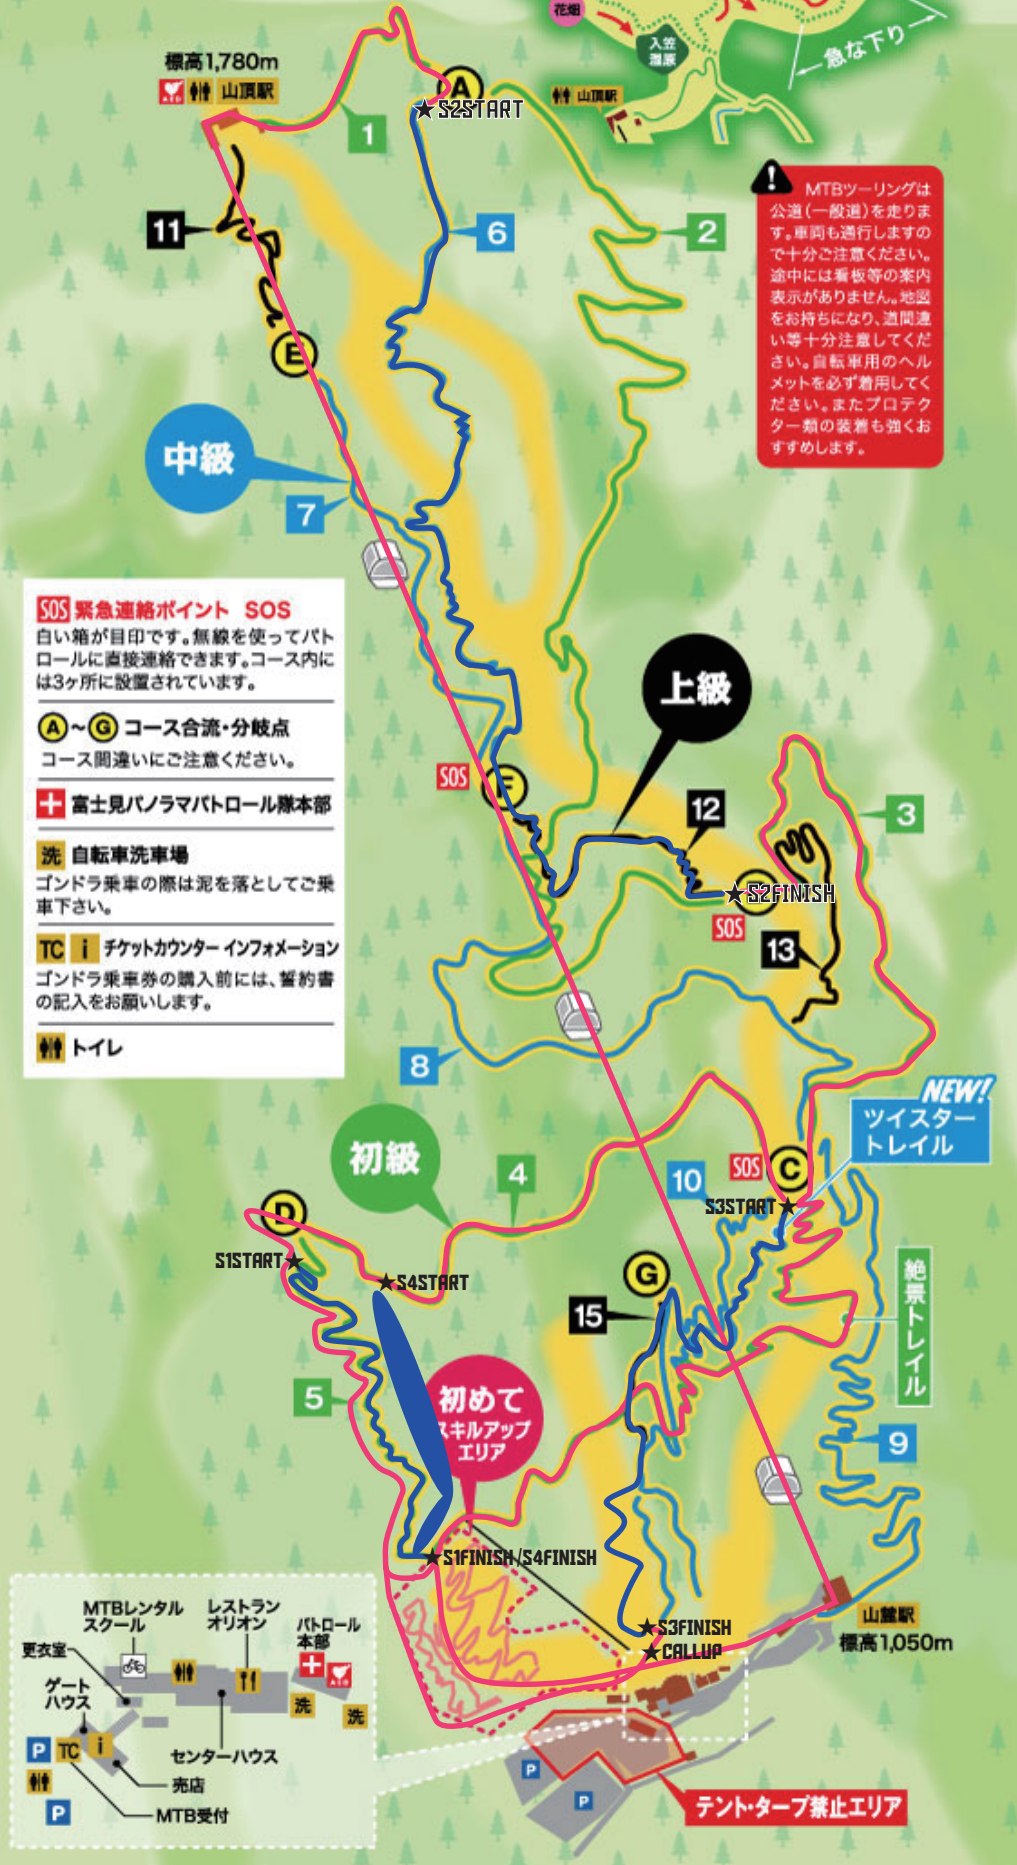 花畑
入笠
湿原
急な下り
山頂駅
標高1,780m
AED
山頂駅
A
S2START
1
2
6
11
!
MTBツーリングは
公道(一般道)を走りま
す。車両も通行しますの
で十分ご注意ください。
途中には看板等の案内
表示がありません。地図
をお持ちになり、道間違
い等十分注意してくだ
さい。自転車用のヘル
メットを必ず着用してく
ださい。またプロテク
ター類の装着も強くお
すすめします。
E
中級
7
SOS 緊急連絡ポイント SOS
白い箱が目印です。無線を使ってパト
ロールに直接連絡できます。コース内に
は3ヶ所に設置されています。
A～G コース合流・分岐点
コース間違いにご注意ください。
富士見パノラマパトロール隊本部
洗 自転車洗車場
ゴンドラ乗車の際は泥を落としてご乗
車下さい。
TC i チケットカウンター インフォメーション
ゴンドラ乗車券の購入前には、誓約書
の記入をお願いします。
トイレ
上級
SOS
F
12
3
S2FINISH
SOS
13
8
NEW!
ツイスター
トレイル
初級
4
10
SOS
C
S3START
D
S1START
S4START
G
15
絶景トレイル
5
初めて
スキルアップ
エリア
9
S1FINISH/S4FINISH
S3FINISH
CALLUP
山麓駅
標高1,050m
MTBレンタル
スクール
レストラン
オリオン
パトロール
本部
更衣室
ゲート
ハウス
AED
洗
洗
P
TC
i
センターハウス
売店
MTB受付
P
P
P
テント・タープ禁止エリア